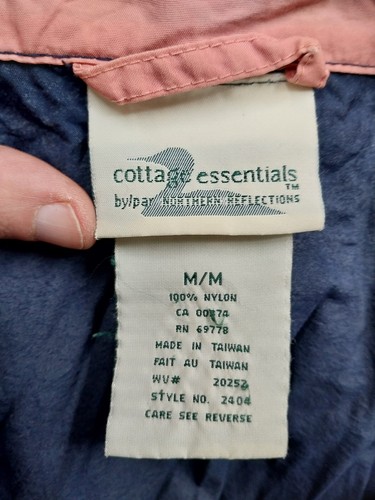 cottage essentials
TM
by/par NORTHERN REFLECTIONS
M/M
100% NYLON
CA 00374
RN 69778
MADE IN TAIWAN
FAIT AU TAIWAN
WV# 20252
STYLE NO. 2404
CARE SEE REVERSE